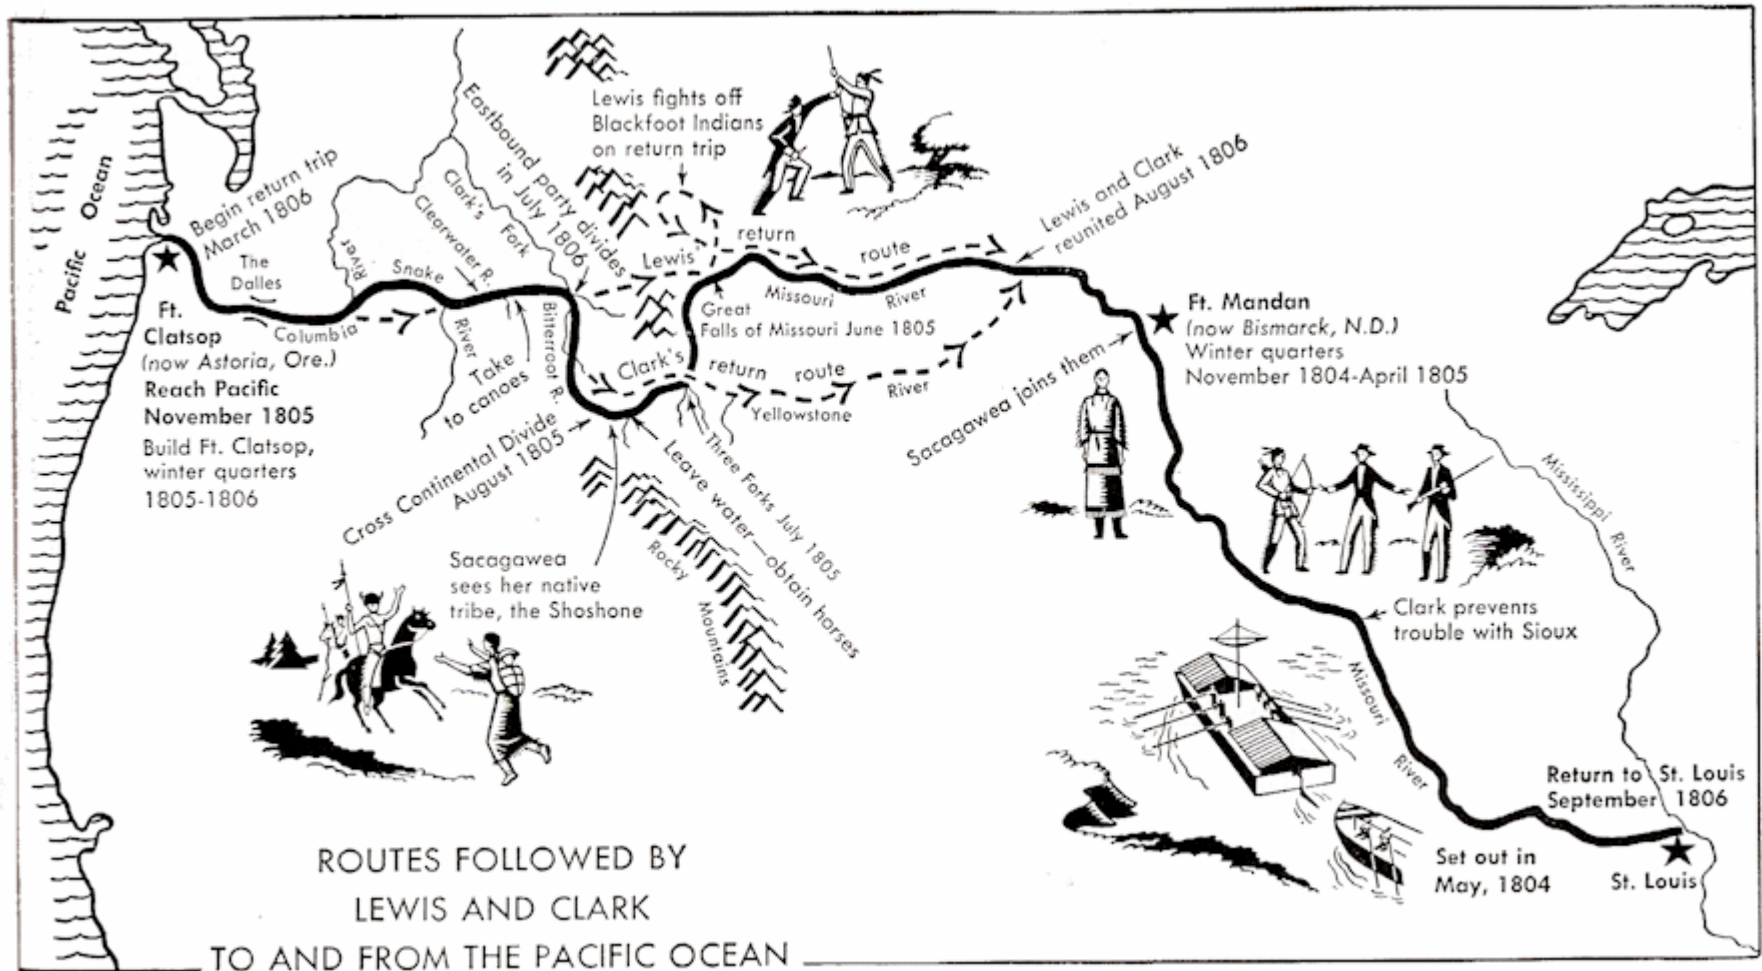 Pacific Ocean
Begin return trip
March 1806
The
Dalles
Ft.
Clatsop
(now Astoria, Ore.)
Reach Pacific
November 1805
Build Ft. Clatsop,
winter quarters
1805-1806
Columbia
River
Snake
River
Clearwater R.
Clark's
Fork
Take
to canoes
Bitterroot R.
Eastbound party divides
in July 1806
Lewis fights off
Blackfoot Indians
on return trip
Lewis'
return
route
Great
Falls of Missouri June 1805
Missouri
River
Clark's
return
route
Yellowstone
River
Lewis and Clark
reunited August 1806
Cross Continental Divide
August 1805
Three Forks July 1805
Leave water—obtain horses
Rocky
Mountains
Sacagawea
sees her native
tribe, the Shoshone
Sacagawea joins them
Ft. Mandan
(now Bismarck, N.D.)
Winter quarters
November 1804-April 1805
Mississippi
River
Clark prevents
trouble with Sioux
Missouri
River
Return to St. Louis
September 1806
Set out in
May, 1804
St. Louis
ROUTES FOLLOWED BY
LEWIS AND CLARK
TO AND FROM THE PACIFIC OCEAN